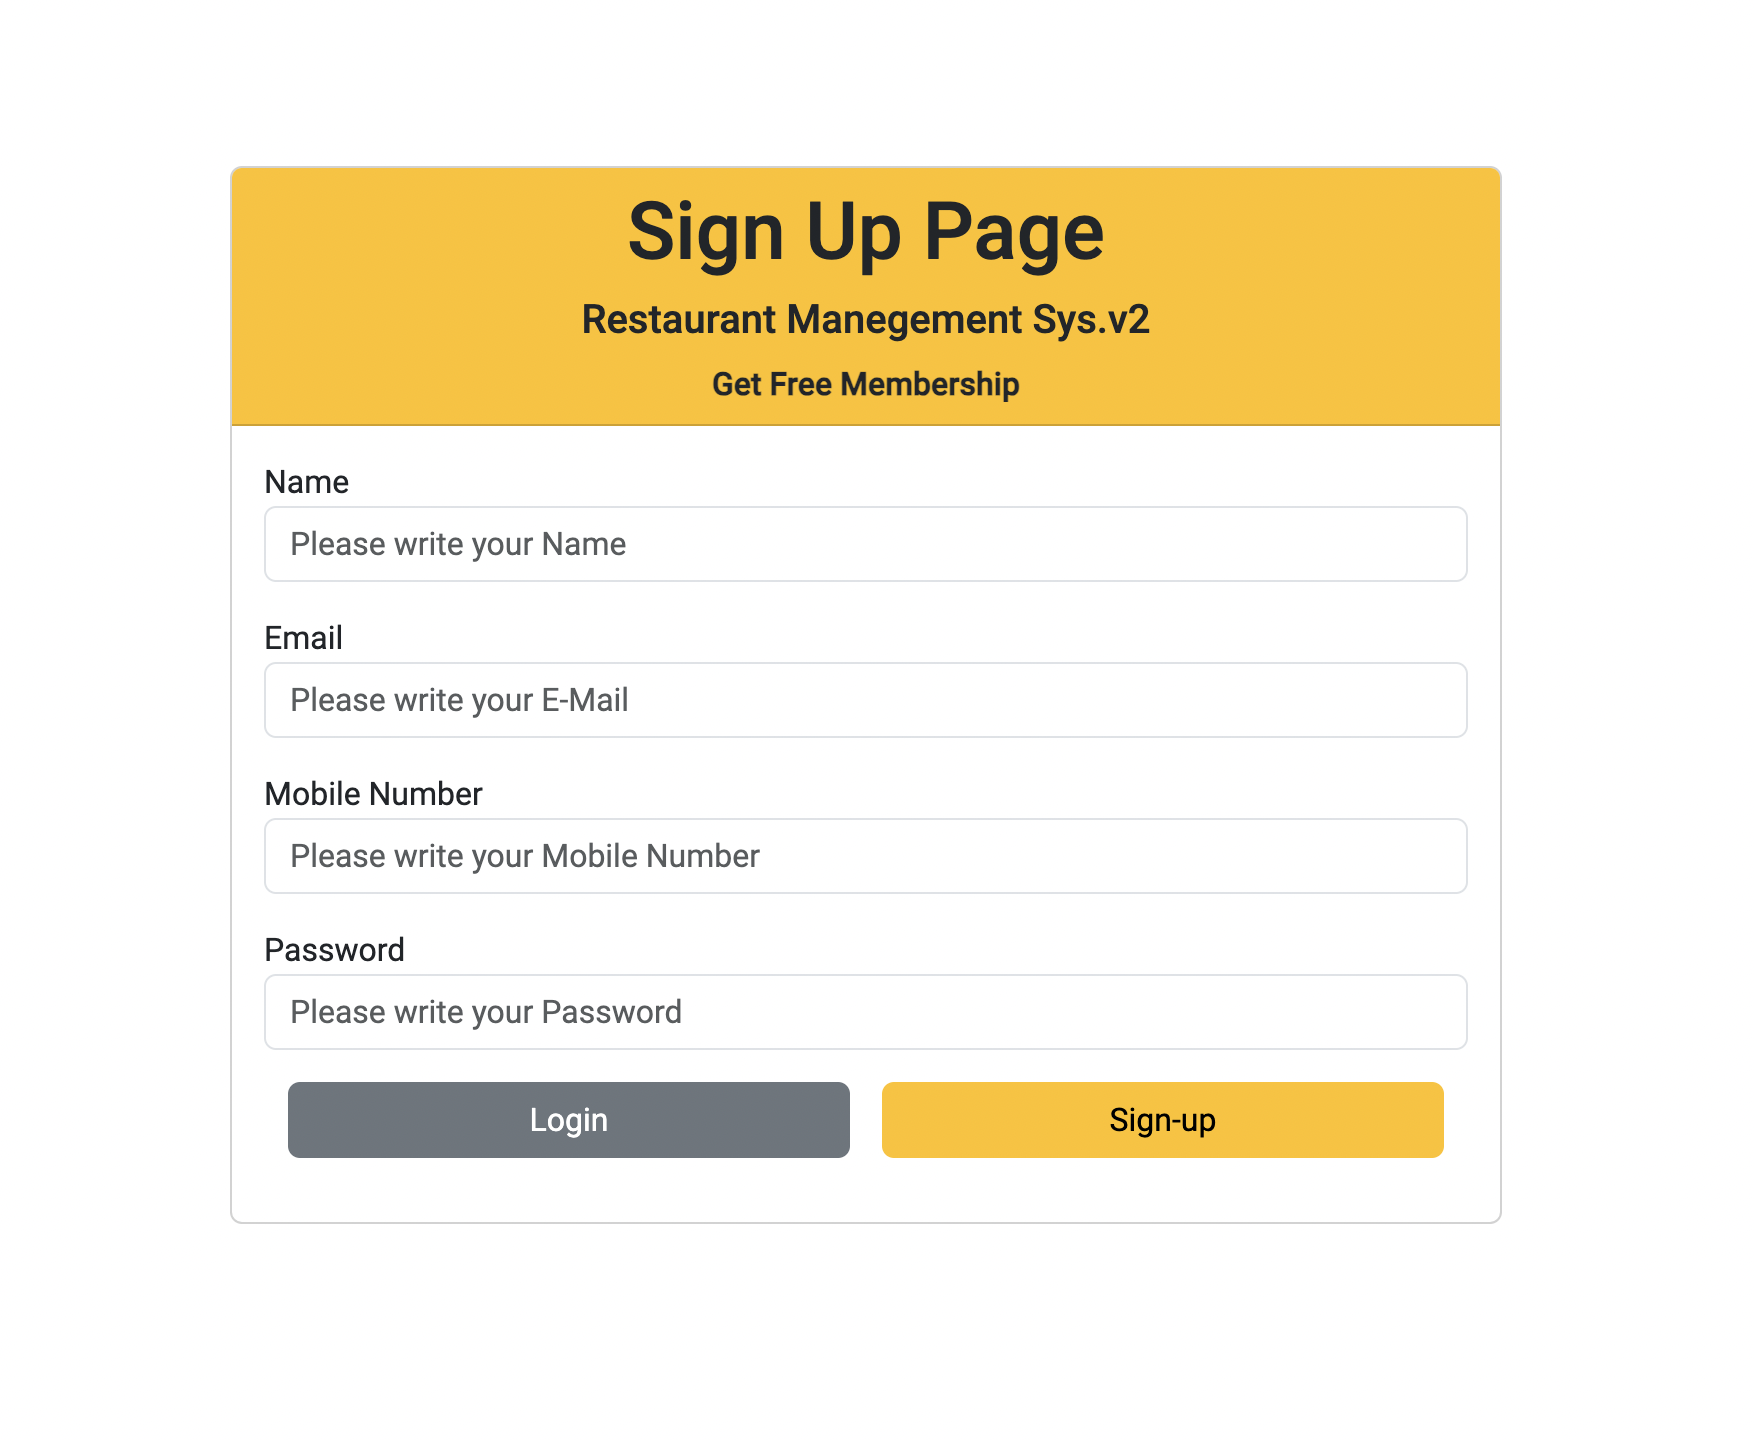 Sign Up Page
Restaurant Manegement Sys.v2
Get Free Membership
Name
Please write your Name
Email
Please write your E-Mail
Mobile Number
Please write your Mobile Number
Password
Please write your Password
Login
Sign-up